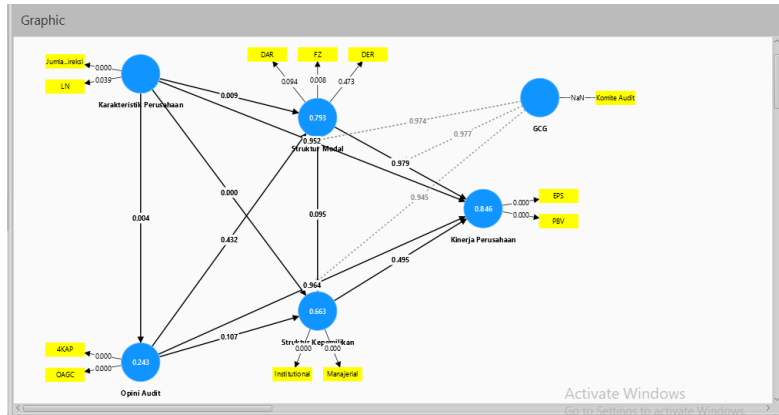 Graphic
Jumla...ireksi
0.000
LN
0.039
Karakteristik Perusahaan
DAR
FZ
DER
0.094
0.008
0.473
0.793
Struktur Modal
0.009
0.952
NaN
Komite Audit
GCG
0.974
0.977
0.945
0.979
0.000
0.004
0.432
0.095
0.846
Kinerja Perusahaan
0.000
EPS
0.000
PBV
0.964
0.495
0.663
Struktur Kepemilikan
0.107
0.000
0.000
Institutional
Manajerial
4KAP
0.000
OAGC
0.000
0.243
Opini Audit
Activate Windows
Go to Settings to activate Windows.